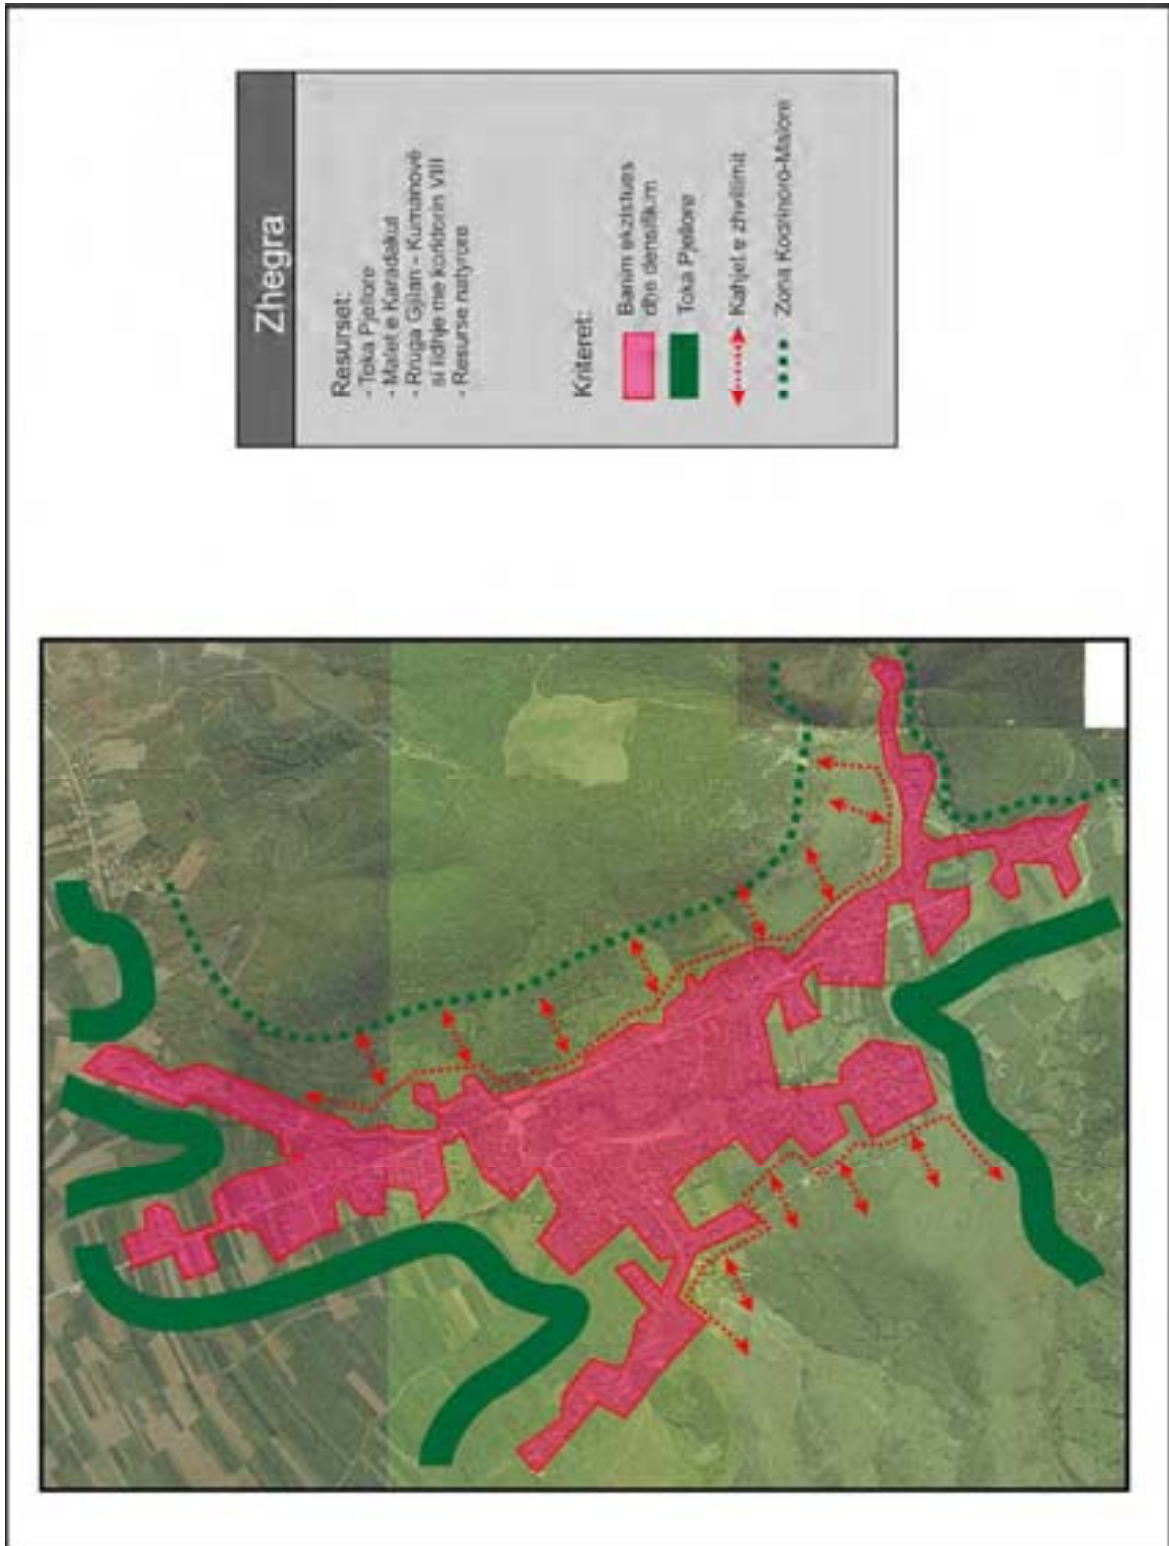 Zhegra
Resurset:
- Toka Pjellore
- Malet e Karadakut
- Rruga Gjilan - Kumanovë
si lidhje me koridorin VIII
- Resurse natyrore
Kriteret:
Banim ekzistues
dhe densifikim
Toka Pjellore
Kahjet e zhvillimit
Zona Kodrinoro-Malore